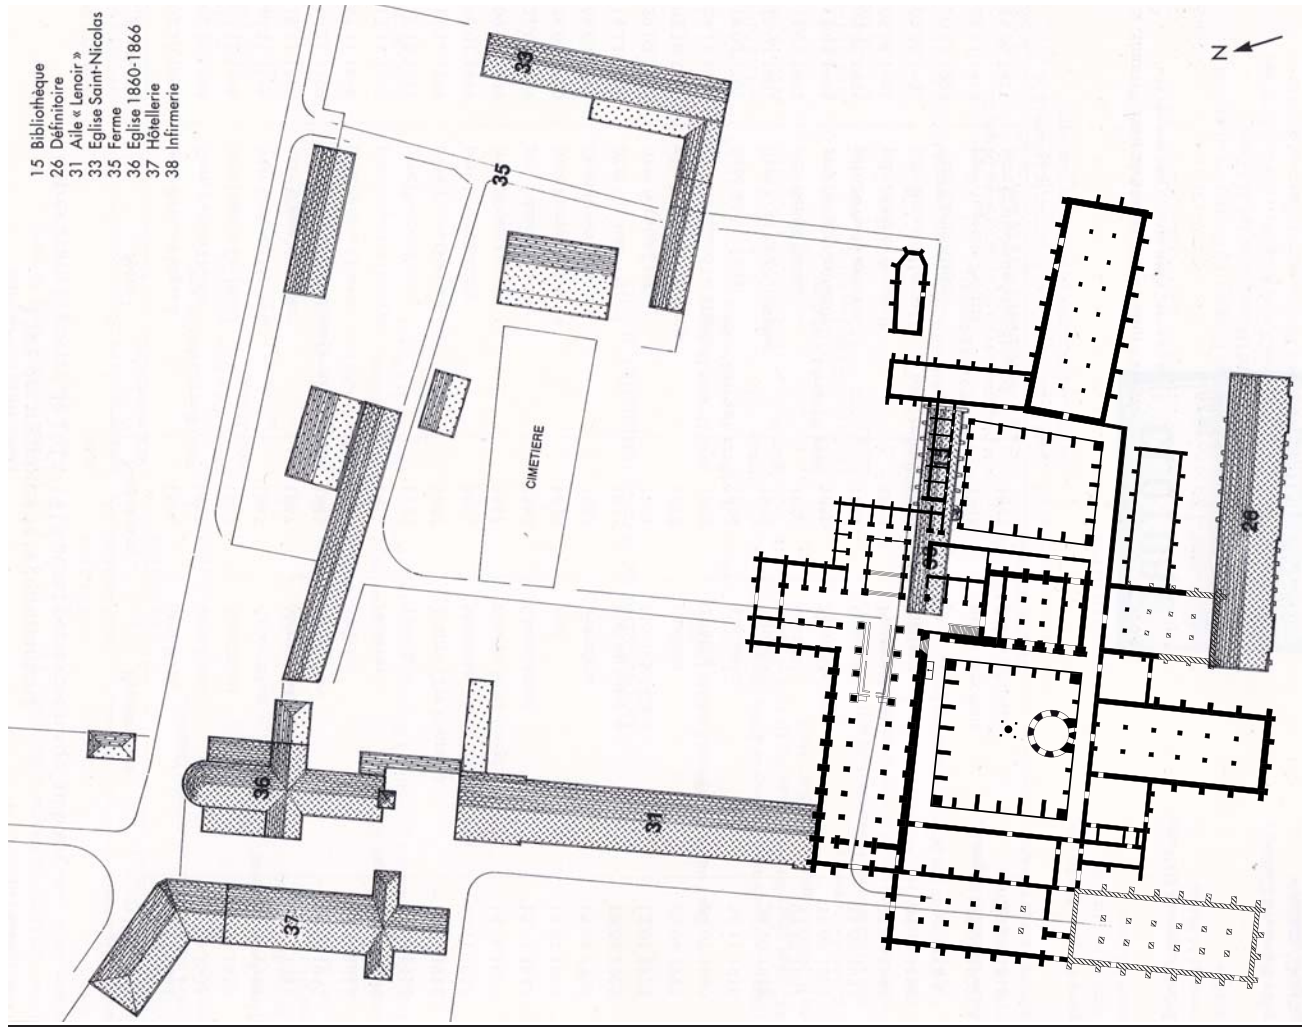 15 Bibliothèque
26 Définitoire
31 Aile « Lenoir »
33 Eglise Saint-Nicolas
35 Ferme
36 Eglise 1860-1866
37 Hôtellerie
38 Infirmerie
N
33
35
CIMETIERE
26
36
31
37